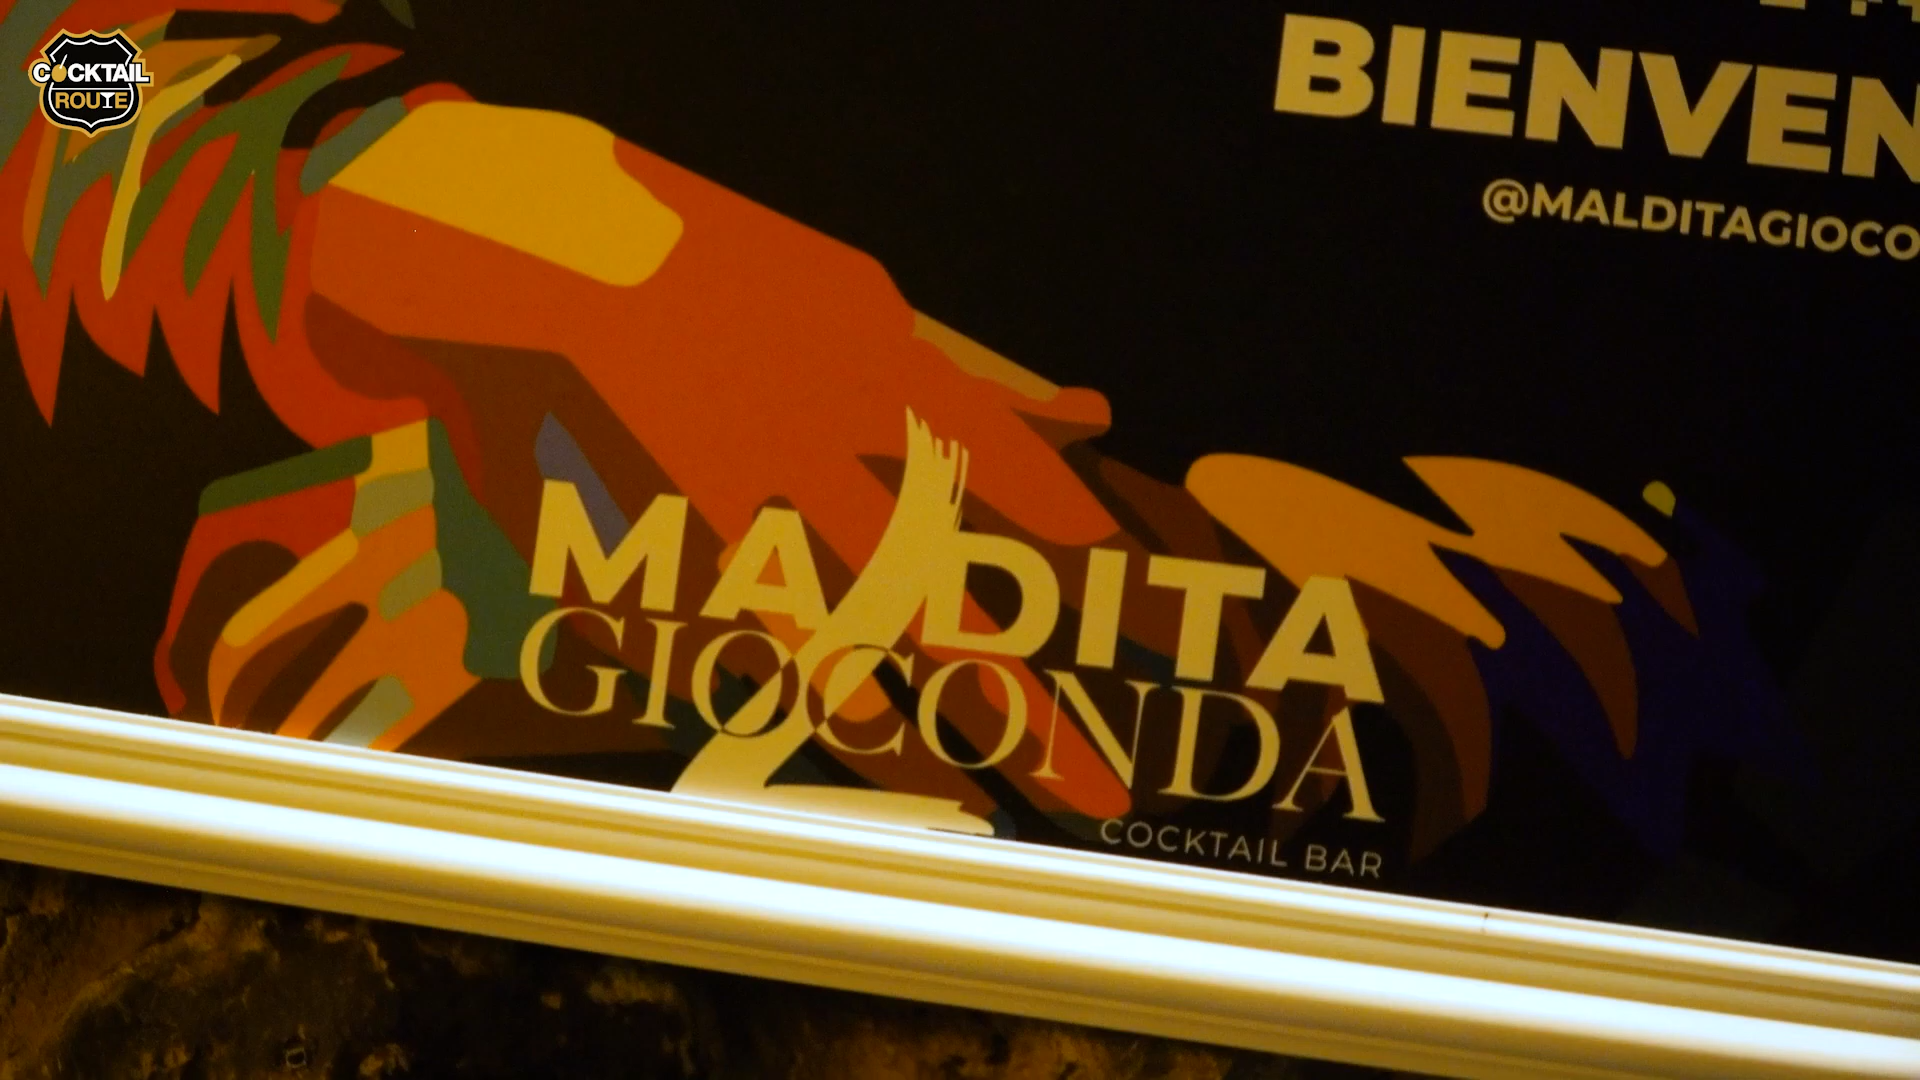 COCKTAIL
ROUTE
BIENVEN
@MALDITAGIOCO
MALDITA
GIOCONDA
COCKTAIL BAR